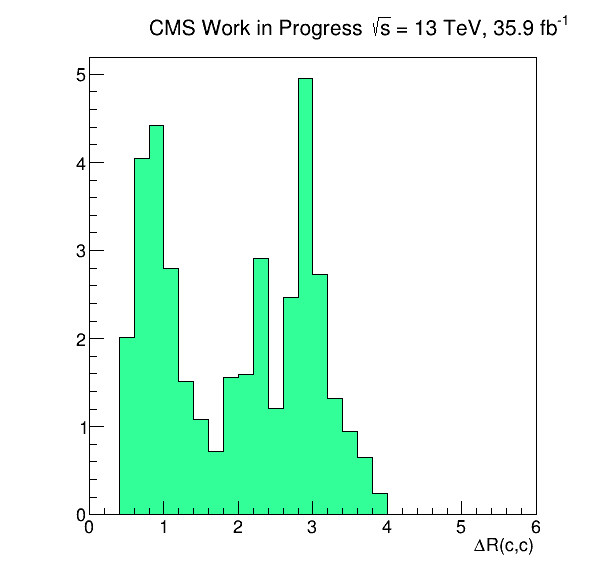 CMS Work in Progress √s = 13 TeV, 35.9 fb⁻¹
5
4
3
2
1
0
0 1 2 3 4 5 6
ΔR(c,c)